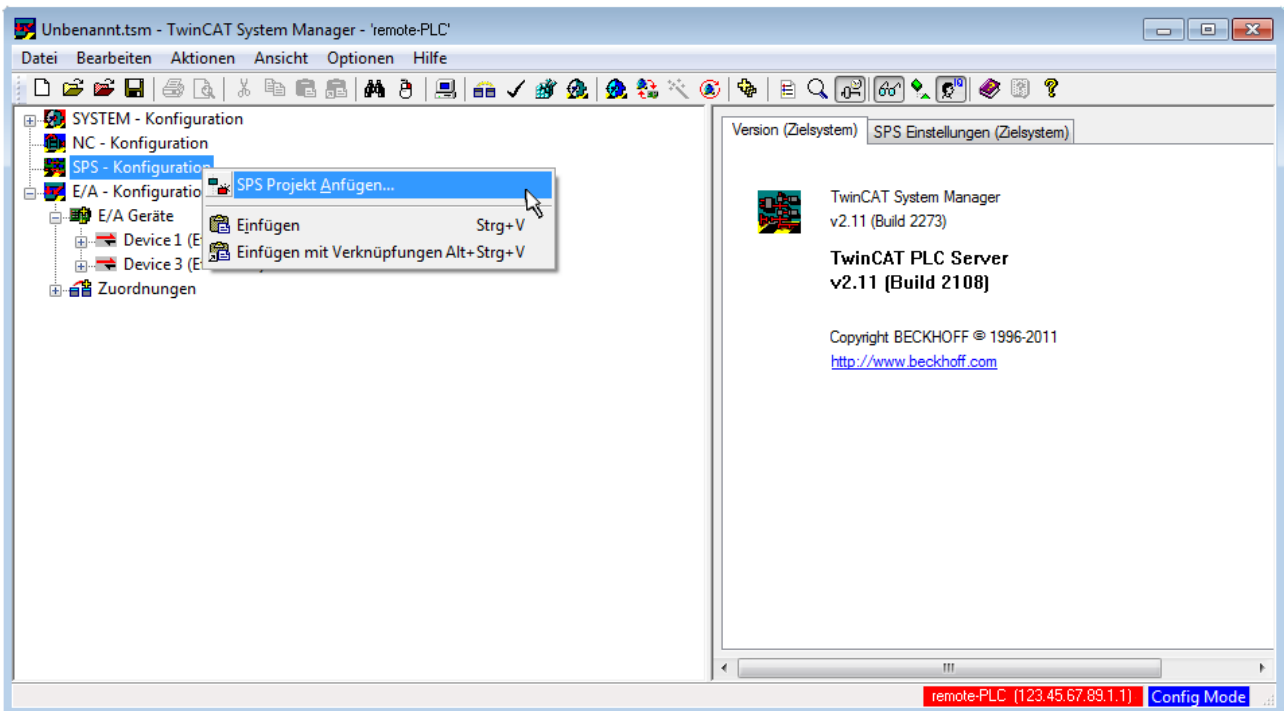 Unbenannt.tsm - TwinCAT System Manager - 'remote-PLC'
Datei Bearbeiten Aktionen Ansicht Optionen Hilfe
SYSTEM - Konfiguration
NC - Konfiguration
SPS - Konfiguration
E/A - Konfiguratio
E/A Geräte
Device 1 (E
Device 3 (E
Zuordnungen
SPS Projekt Anfügen...
Einfügen Strg+V
Einfügen mit Verknüpfungen Alt+Strg+V
Version (Zielsystem) SPS Einstellungen (Zielsystem)
TwinCAT System Manager
v2.11 (Build 2273)
TwinCAT PLC Server
v2.11 (Build 2108)
Copyright BECKHOFF © 1996-2011
http://www.beckhoff.com
remote-PLC (123.45.67.89.1.1) Config Mode